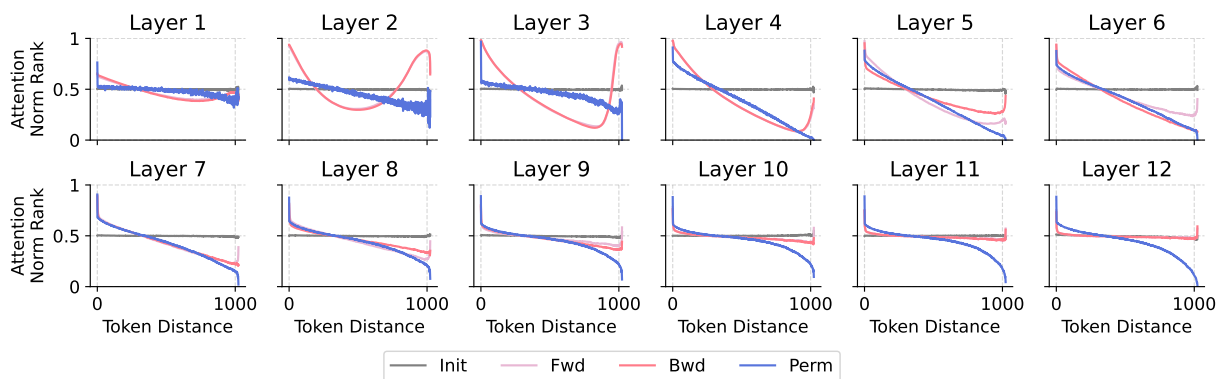 Layer 1 Layer 2 Layer 3 Layer 4 Layer 5 Layer 6
Attention
Norm Rank
1
0.5
0
Layer 7 Layer 8 Layer 9 Layer 10 Layer 11 Layer 12
Attention
Norm Rank
1
0.5
0
0 1000 0 1000 0 1000 0 1000 0 1000 0 1000
Token Distance Token Distance Token Distance Token Distance Token Distance Token Distance
Init Fwd Bwd Perm